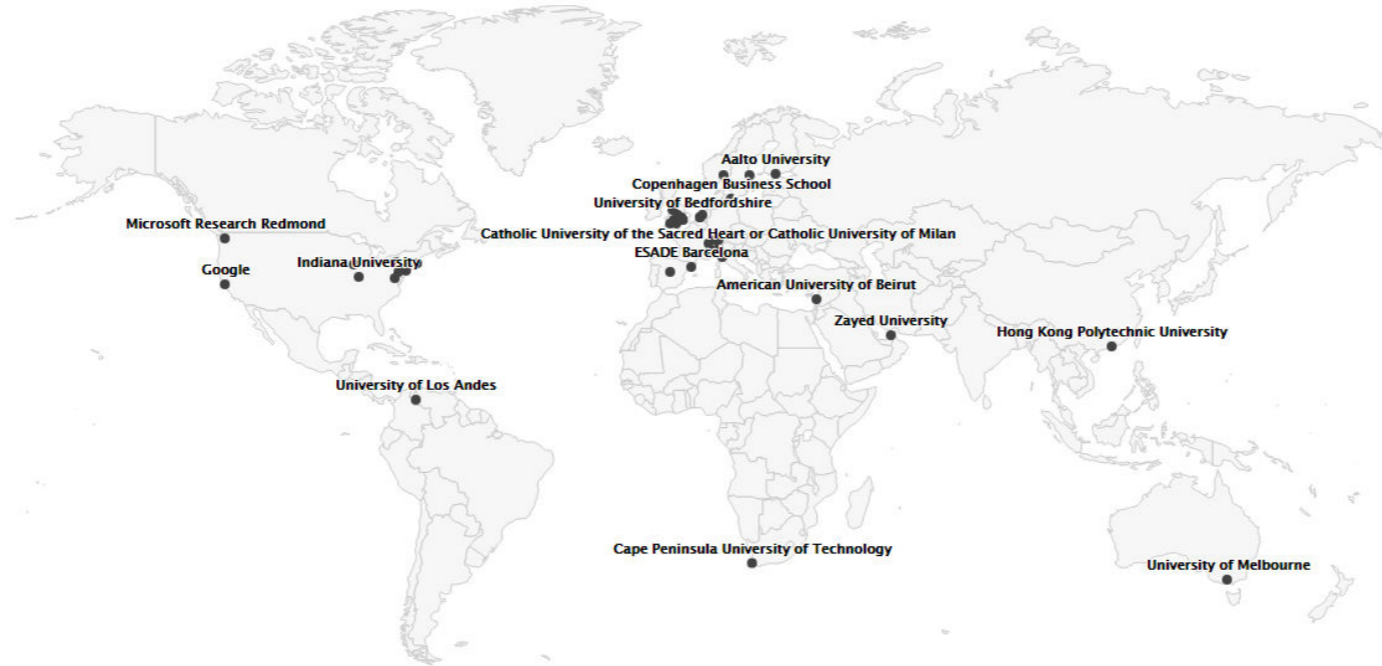 Aalto University
Copenhagen Business School
University of Bedfordshire
Microsoft Research Redmond
Catholic University of the Sacred Heart or Catholic University of Milan
ESADE Barcelona
Google
Indiana University
American University of Beirut
Zayed University
Hong Kong Polytechnic University
University of Los Andes
Cape Peninsula University of Technology
University of Melbourne